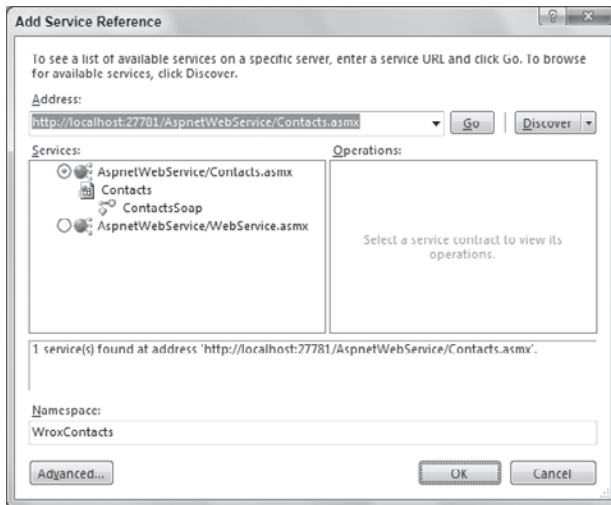 Add Service Reference
To see a list of available services on a specific server, enter a service URL and click Go. To browse
for available services, click Discover.
Address:
http://localhost:27781/AspnetWebService/Contacts.asmx
Go
Discover
Services:
Operations:
AspnetWebService/Contacts.asmx
Contacts
ContactsSoap
AspnetWebService/WebService.asmx
Select a service contract to view its
operations.
1 service(s) found at address 'http://localhost:27781/AspnetWebService/Contacts.asmx'.
Namespace:
WroxContacts
Advanced...
OK
Cancel